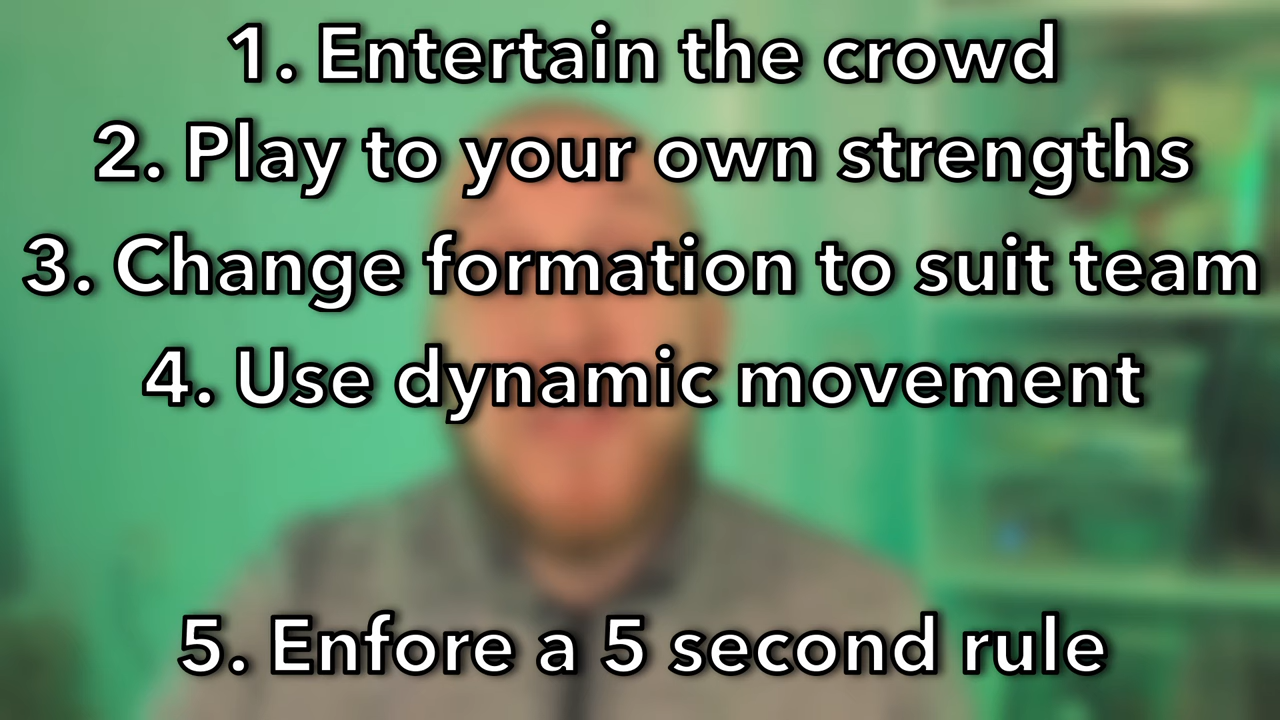 1. Entertain the crowd
2. Play to your own strengths
3. Change formation to suit team
4. Use dynamic movement
5. Enfore a 5 second rule